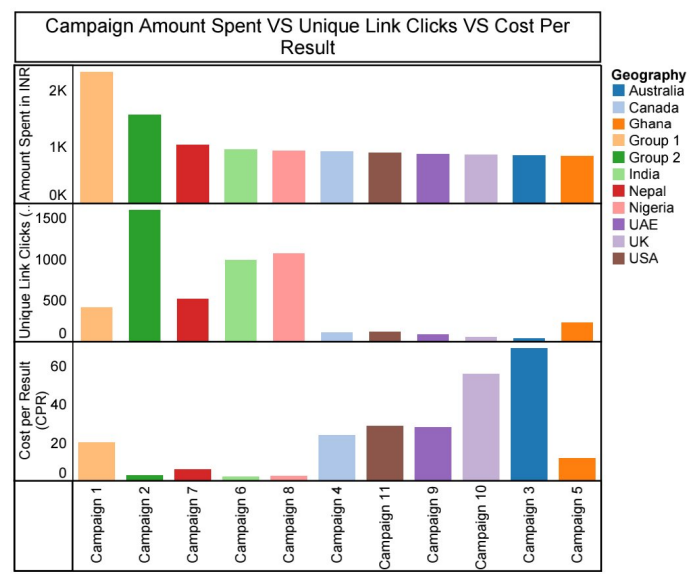 Campaign Amount Spent VS Unique Link Clicks VS Cost Per
Result
Amount Spent in INR
2K
1K
0K
Unique Link Clicks (..
1500
1000
500
0
Cost per Result
(CPR)
60
40
20
0
Campaign 1
Campaign 2
Campaign 7
Campaign 6
Campaign 8
Campaign 4
Campaign 11
Campaign 9
Campaign 10
Campaign 3
Campaign 5
Geography
Australia
Canada
Ghana
Group 1
Group 2
India
Nepal
Nigeria
UAE
UK
USA